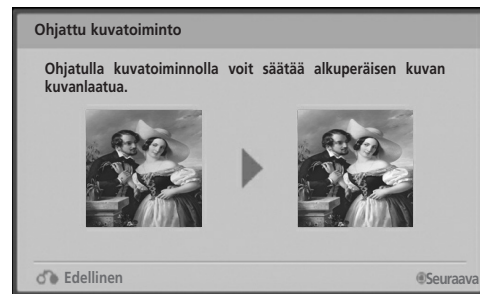 Ohjattu kuvatoiminto
Ohjatulla kuvatoiminnolla voit säätää alkuperäisen kuvan
kuvanlaatua.
Edellinen
Seuraava